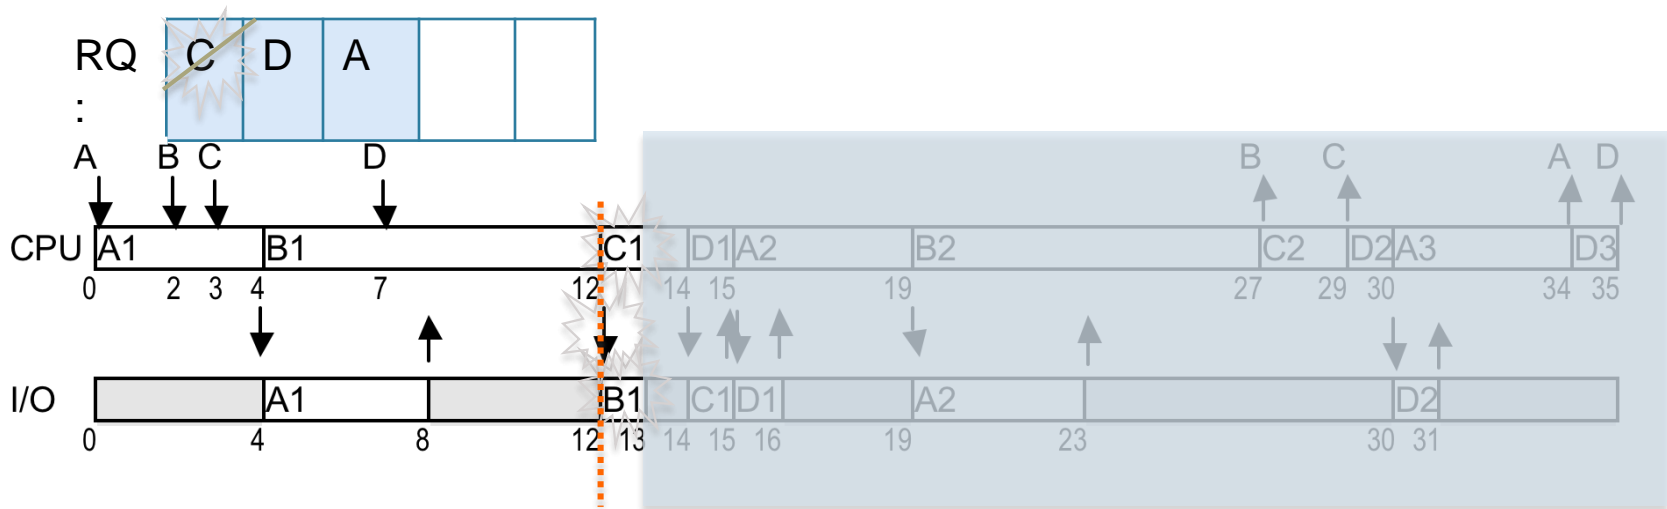 RQ C D A
:
A B C D B C A D
CPU A1 B1 C1 D1 A2 B2 C2 D2 A3 D3
0 2 3 4 7 12 14 15 19 27 29 30 34 35
I/O A1 B1 C1 D1 A2 D2
0 4 8 12 13 14 15 16 19 23 30 31